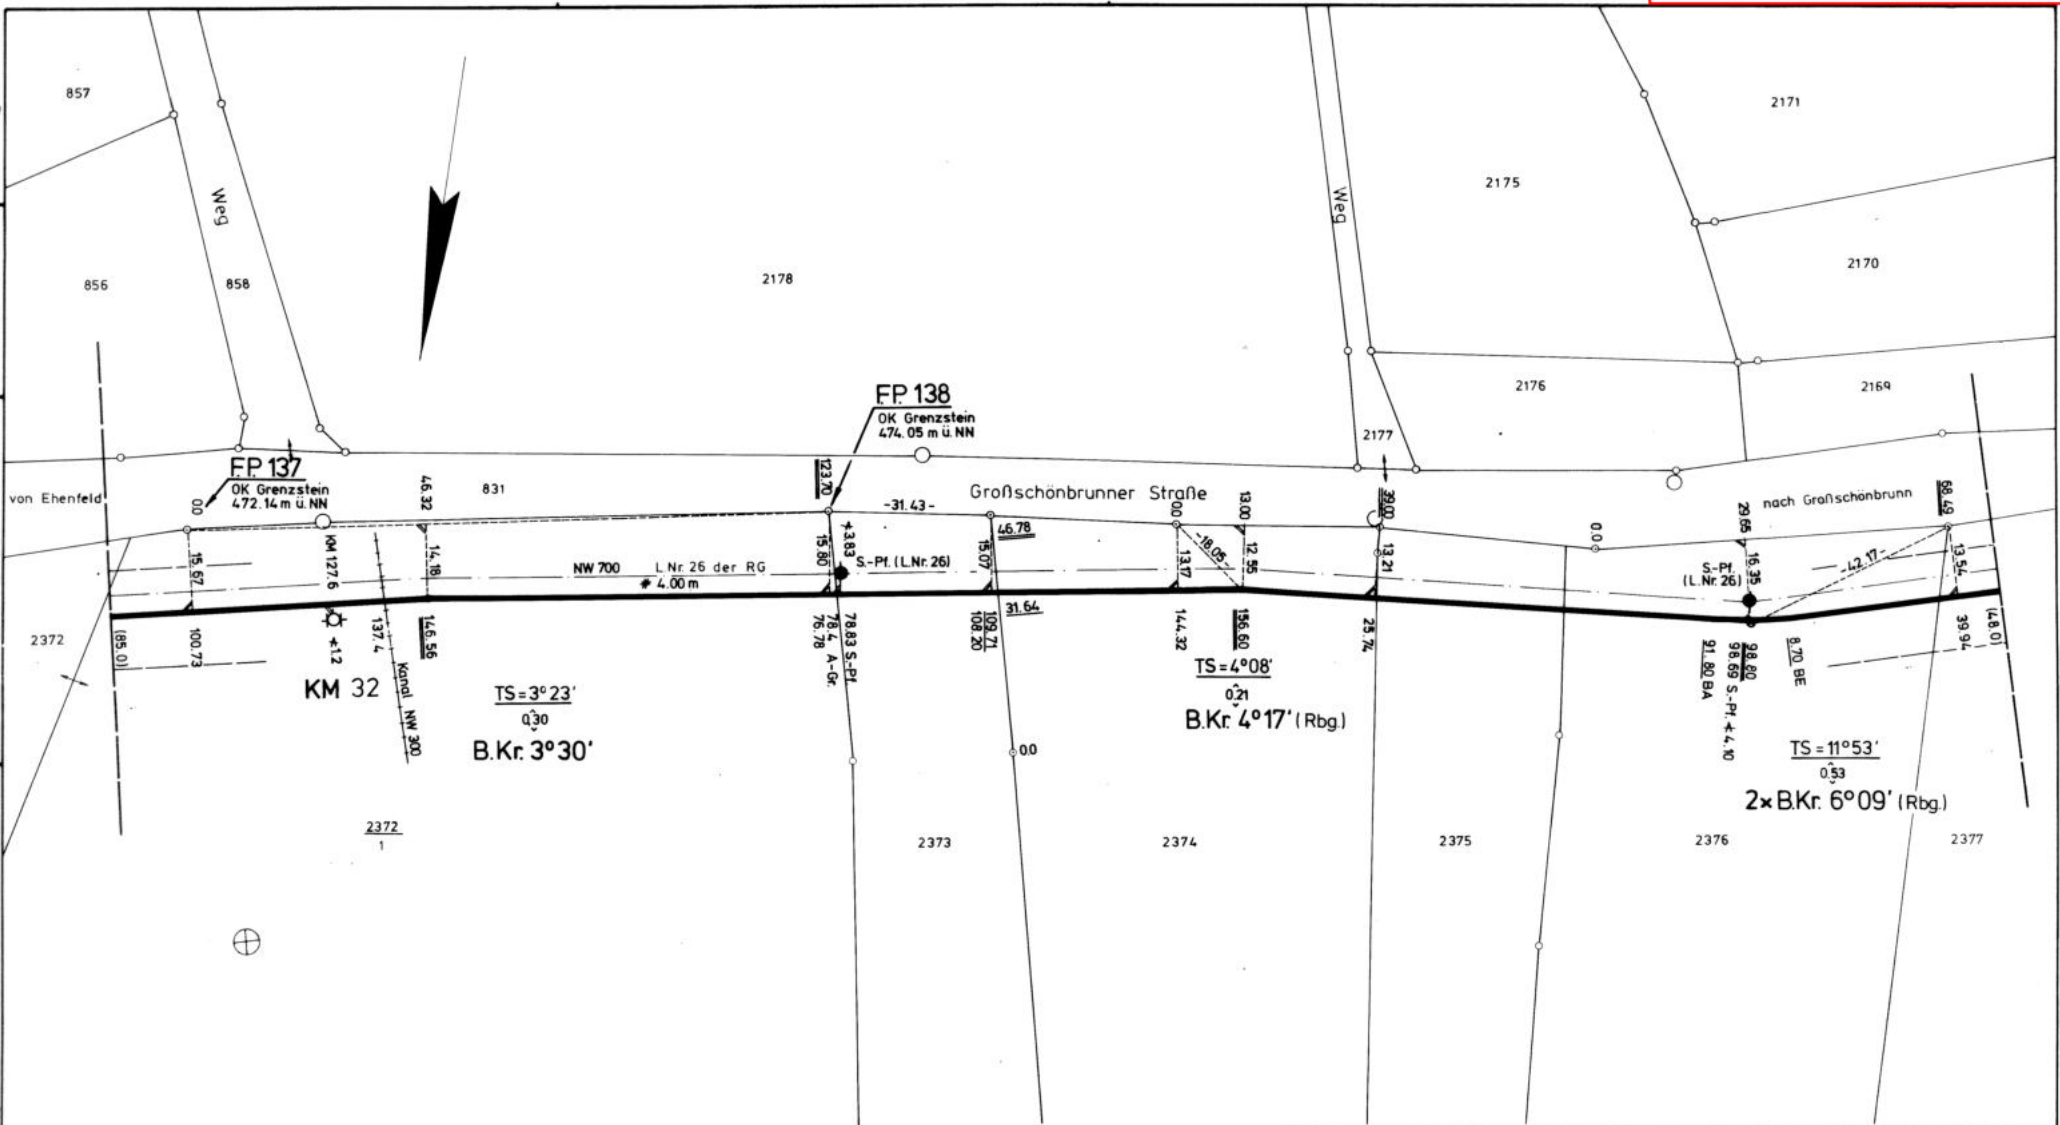 857
2171
2175
Weg
Weg
2170
856
858
2178
2176
2169
F.P. 138
OK Grenzstein
474.05 m ü. NN
2177
F.P. 137
OK Grenzstein
472.14 m ü. NN
von Ehenfeld
831
Großschönbrunner Straße
nach Großschönbrunn
0.0
46.32
123.70
-31.43-
46.78
0.0
13.00
39.00
0.0
29.65
68.49
15.67
KM 127.6
14.18
15.80
3.83
S.-Pf. (L.Nr. 26)
15.07
13.17
-18.05-
12.55
13.21
S.-Pf.
(L.Nr. 26)
16.35
-42.17-
13.54
NW 700
L.Nr. 26 der RG
4.00 m
2372
(85.0)
100.73
1.2
137.4
Kanal NW 300
146.56
78.83 S.-Pf.
78.4 A-Gr.
76.78
109.71
108.20
31.64
144.32
156.60
25.74
98.80
98.69 S.-Pf. 4.10
91.80 BA
8.70 BE
39.94
(48.0)
KM 32
TS = 3°23'
0.30
B.Kr. 3°30'
TS = 4°08'
0.21
B.Kr. 4°17' (Rbg.)
0.0
TS = 11°53'
0.53
2x B.Kr. 6°09' (Rbg.)
2372
1
2373
2374
2375
2376
2377